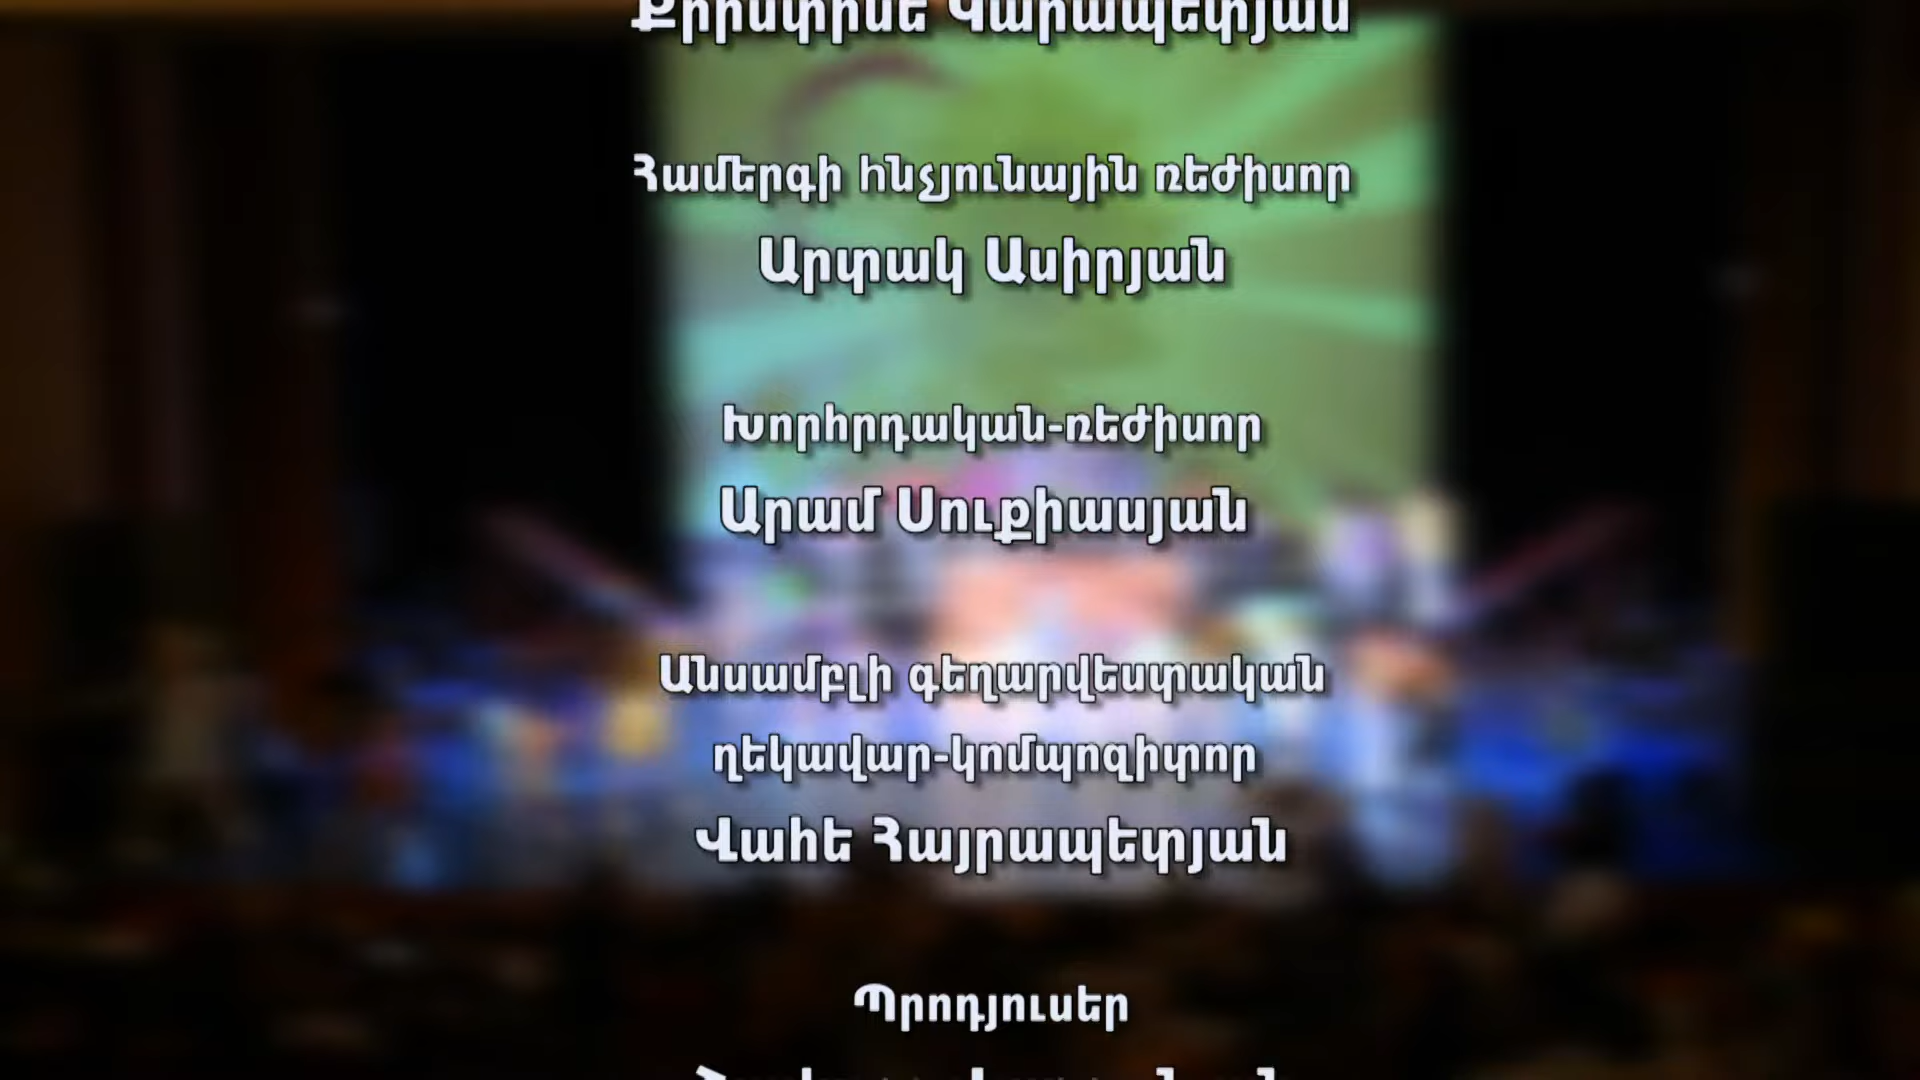 Քրիստինե Կարապետյան
Համերգի հնչյունային ռեժիսոր
Արտակ Ասիրյան
Խորհրդական-ռեժիսոր
Արամ Սուքիասյան
Անսամբլի գեղարվեստական
ղեկավար-կոմպոզիտոր
Վահե Հայրապետյան
Պրոդյուսեր